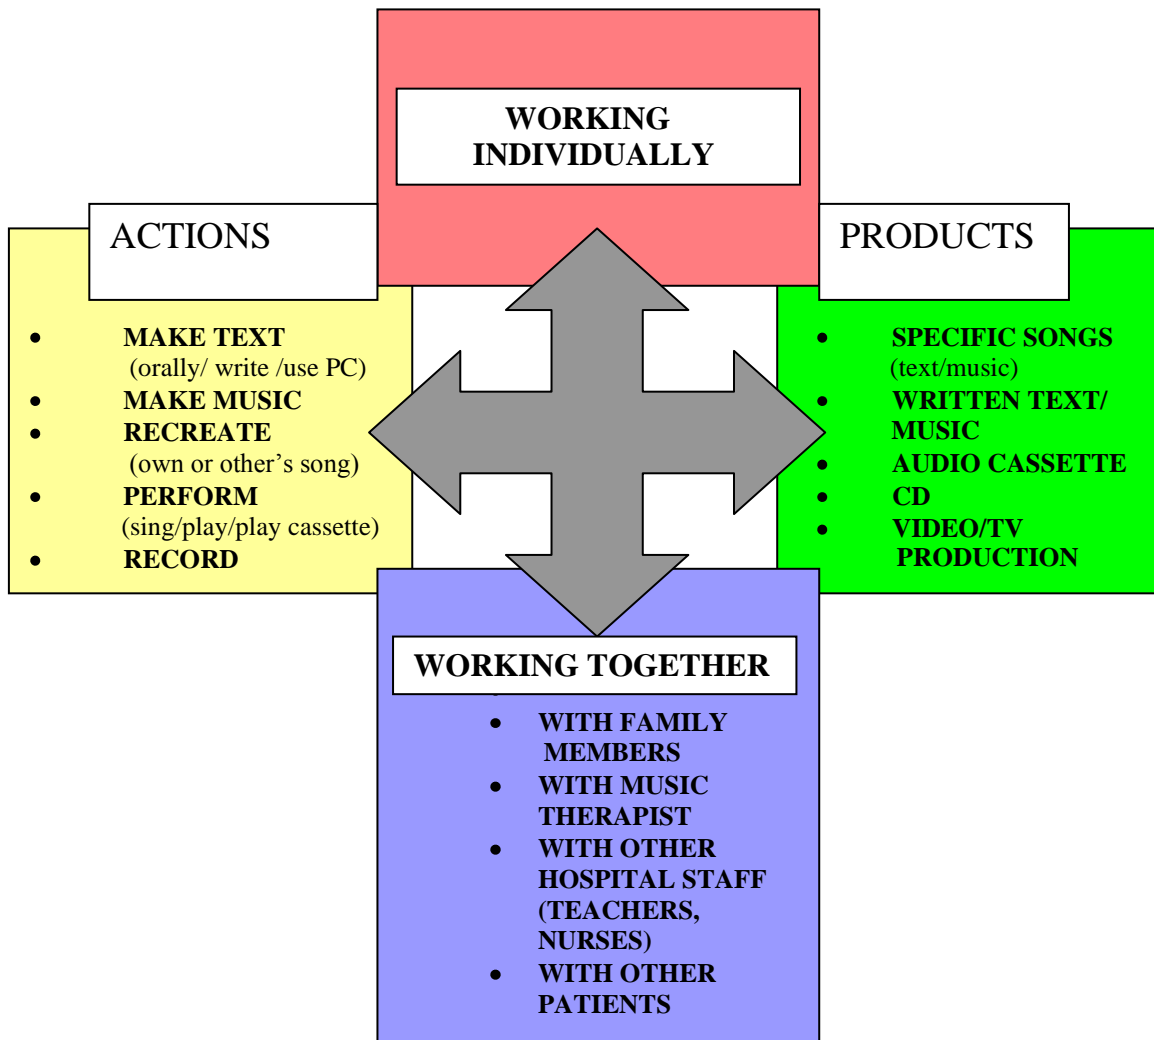 WORKING
INDIVIDUALLY
ACTIONS
• MAKE TEXT
(orally/ write /use PC)
• MAKE MUSIC
• RECREATE
(own or other’s song)
• PERFORM
(sing/play/play cassette)
• RECORD
PRODUCTS
• SPECIFIC SONGS
(text/music)
• WRITTEN TEXT/
• MUSIC
• AUDIO CASSETTE
• CD
• VIDEO/TV
PRODUCTION
WORKING TOGETHER
• WITH FAMILY
MEMBERS
• WITH MUSIC
THERAPIST
• WITH OTHER
HOSPITAL STAFF
(TEACHERS,
NURSES)
• WITH OTHER
PATIENTS